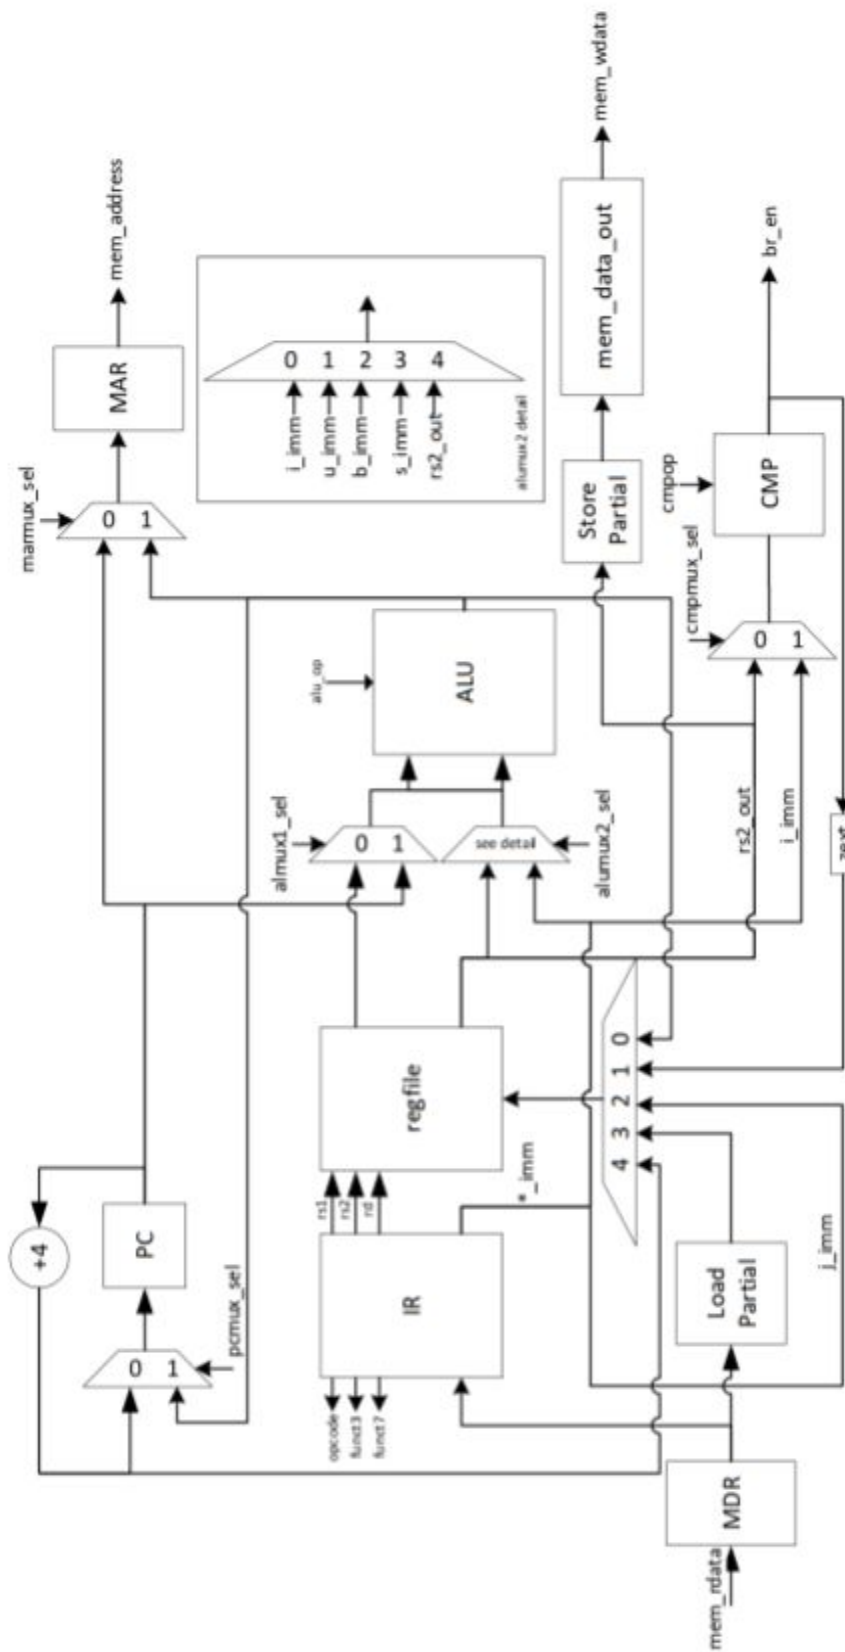 +4
PC
0 1
pcmux_sel
marmux_sel
0 1
MAR
mem_address
almux1_sel
0 1
see detail
alumux2_sel
alu_op
ALU
i_imm
u_imm
b_imm
s_imm
rs2_out
0 1 2 3 4
alumux2 detail
opcode
funct3
funct7
IR
rs1
rs2
rd
regfile
*_imm
4 3 2 1 0
Store
Partial
mem_data_out
mem_wdata
rs2_out
i_imm
cmpmux_sel
0 1
cmpop
CMP
br_en
zext
mem_rdata
MDR
Load
Partial
j_imm